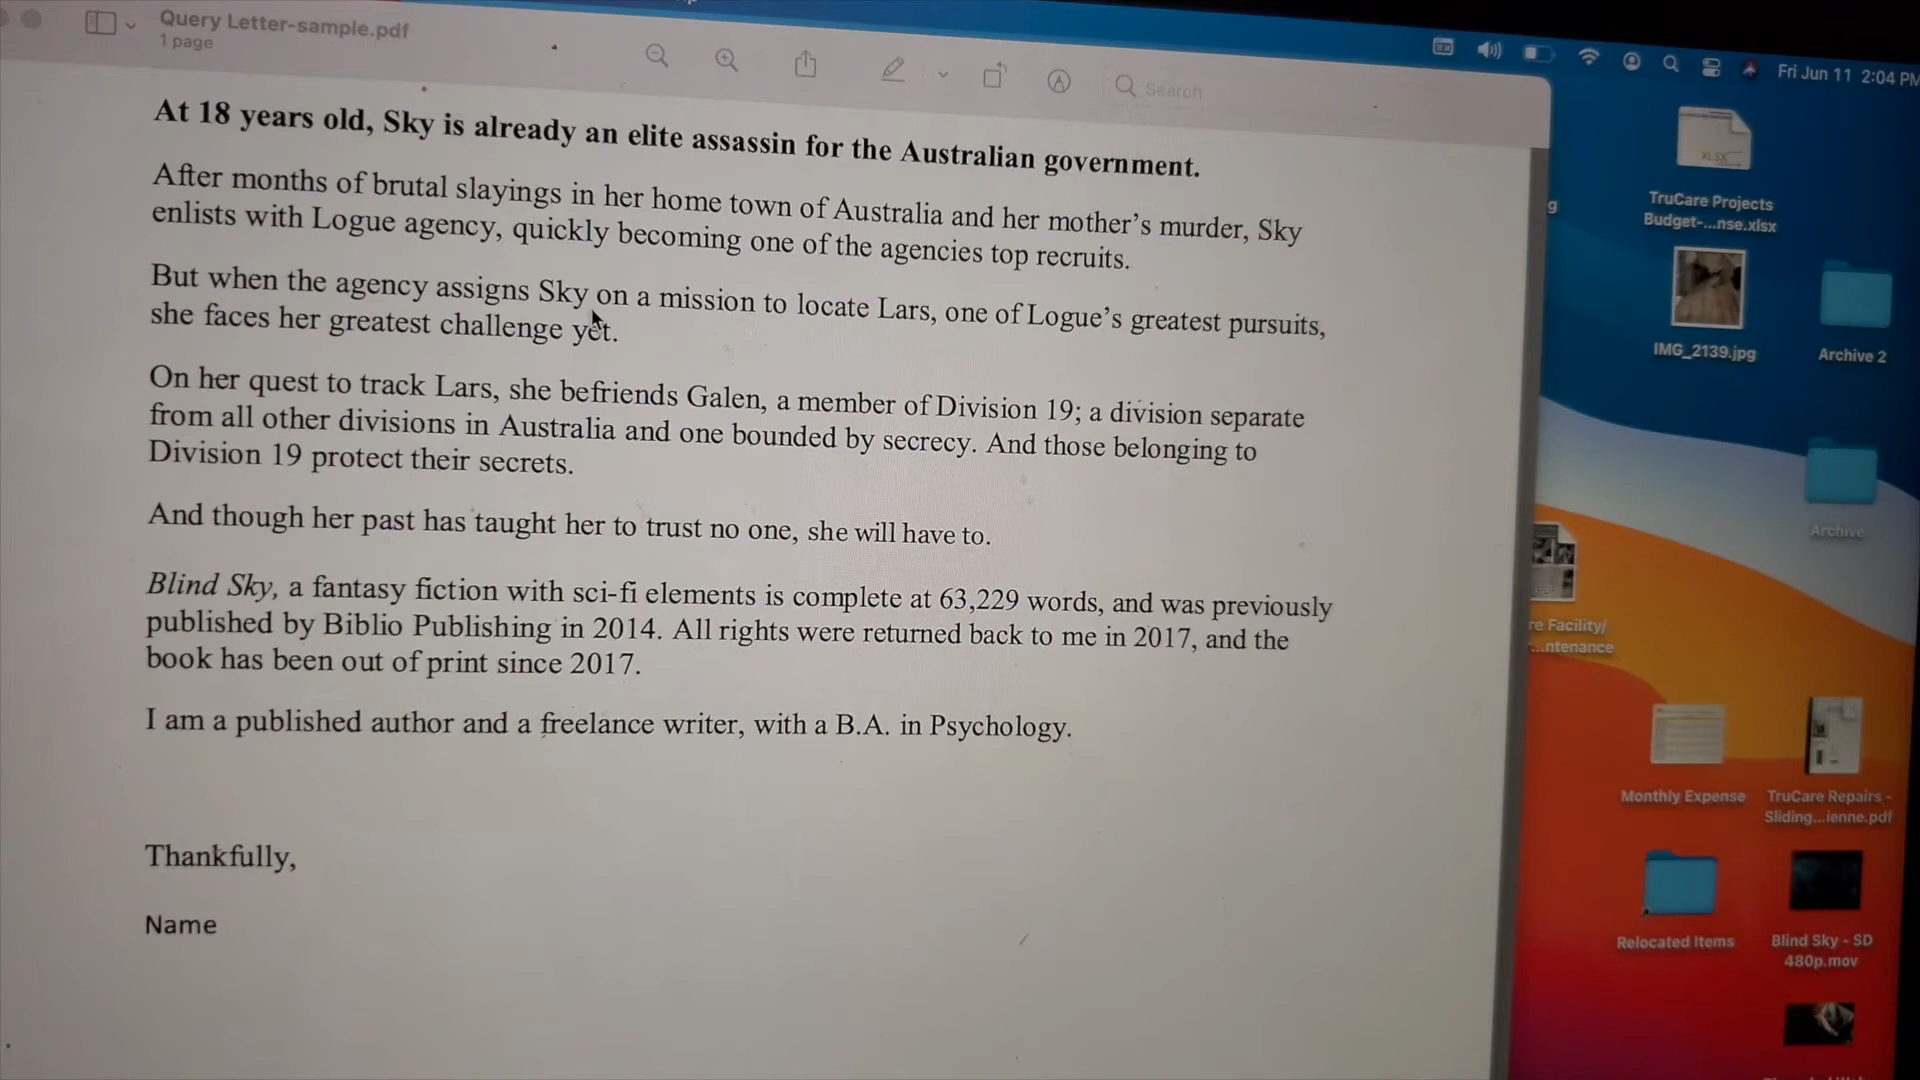 Query Letter-sample.pdf
1 page
Search
Fri Jun 11 2:04 PM
At 18 years old, Sky is already an elite assassin for the Australian government.
After months of brutal slayings in her home town of Australia and her mother's murder, Sky
enlists with Logue agency, quickly becoming one of the agencies top recruits.
But when the agency assigns Sky on a mission to locate Lars, one of Logue's greatest pursuits,
she faces her greatest challenge yet.
On her quest to track Lars, she befriends Galen, a member of Division 19; a division separate
from all other divisions in Australia and one bounded by secrecy. And those belonging to
Division 19 protect their secrets.
And though her past has taught her to trust no one, she will have to.
Blind Sky, a fantasy fiction with sci-fi elements is complete at 63,229 words, and was previously
published by Biblio Publishing in 2014. All rights were returned back to me in 2017, and the
book has been out of print since 2017.
I am a published author and a freelance writer, with a B.A. in Psychology.
Thankfully,
Name
XLSX
TruCare Projects
Budget-...nse.xlsx
g
IMG_2139.jpg
Archive 2
Archive
re Facility/
...ntenance
Monthly Expense
TruCare Repairs -
Sliding...ienne.pdf
Relocated Items
Blind Sky - SD
480p.mov